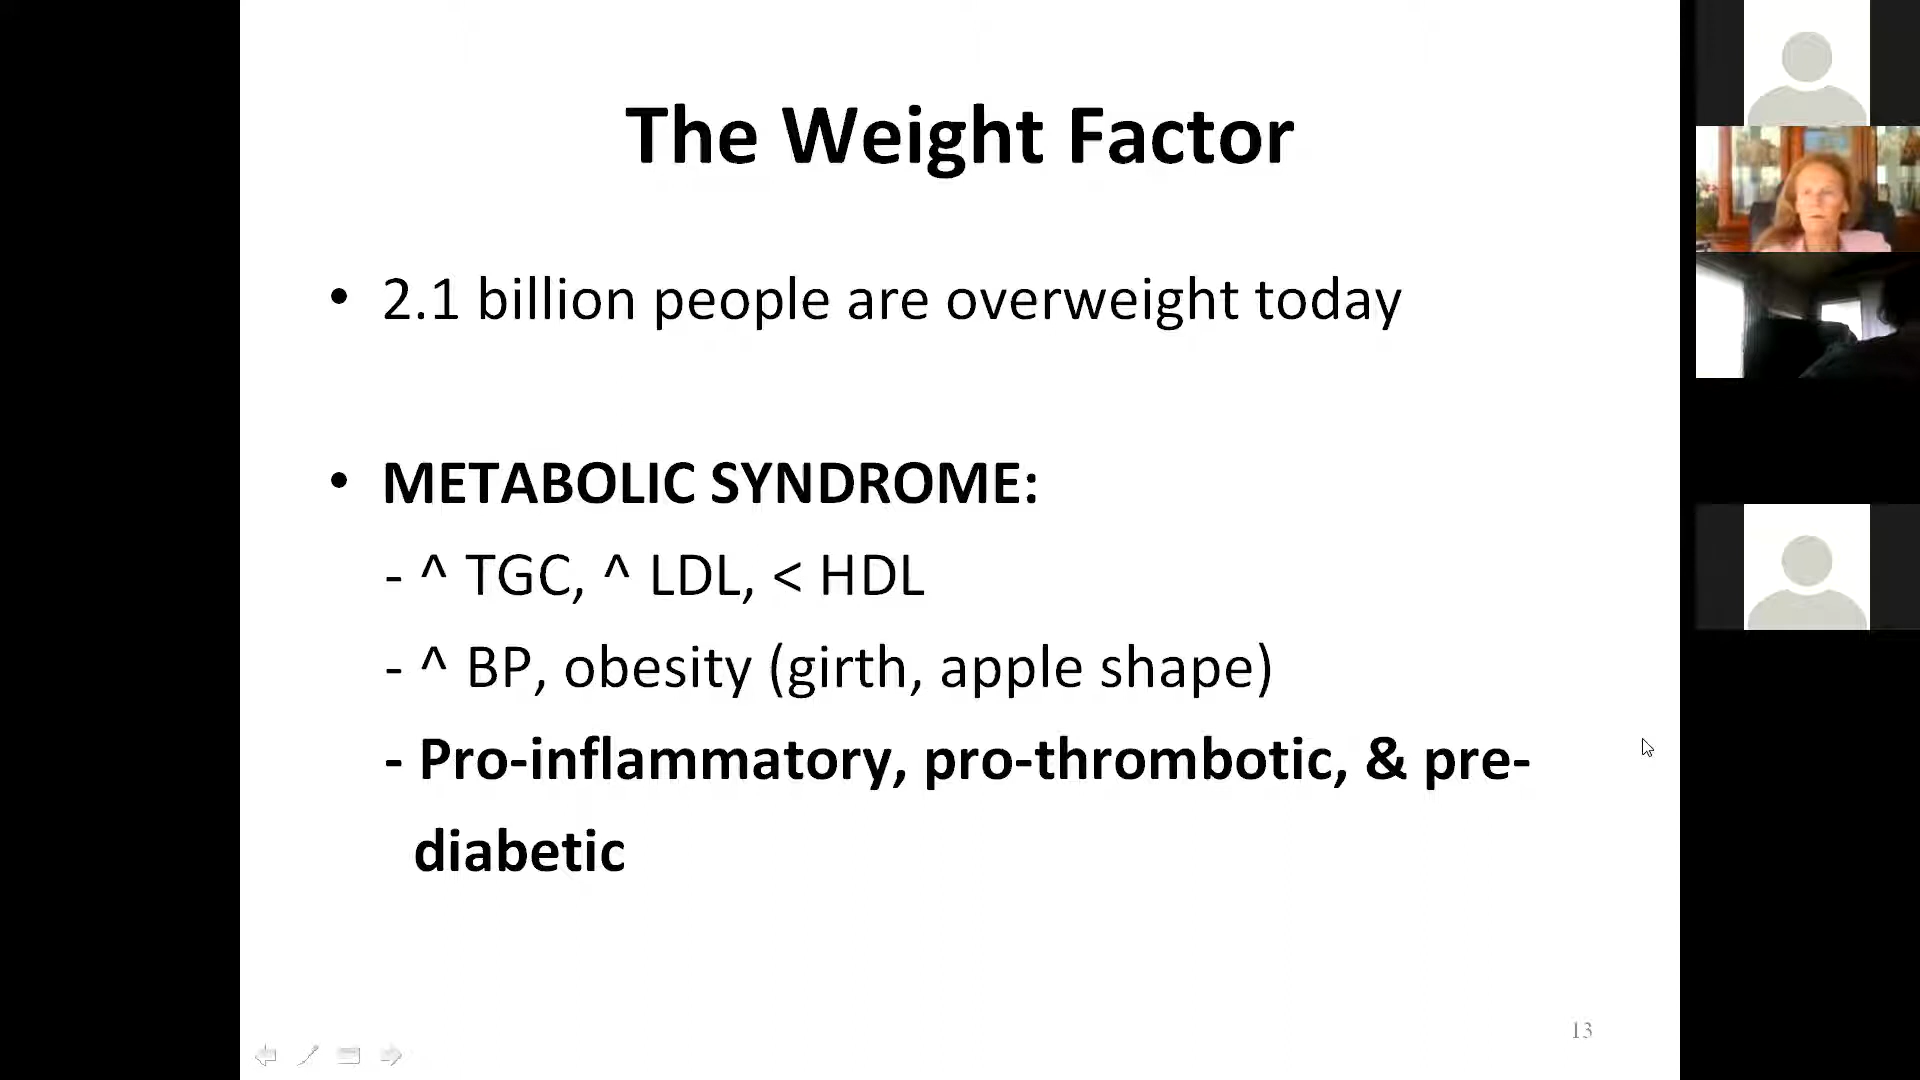 The Weight Factor
• 2.1 billion people are overweight today
• METABOLIC SYNDROME:
- ^ TGC, ^ LDL, < HDL
- ^ BP, obesity (girth, apple shape)
- Pro-inflammatory, pro-thrombotic, & pre-
diabetic
13